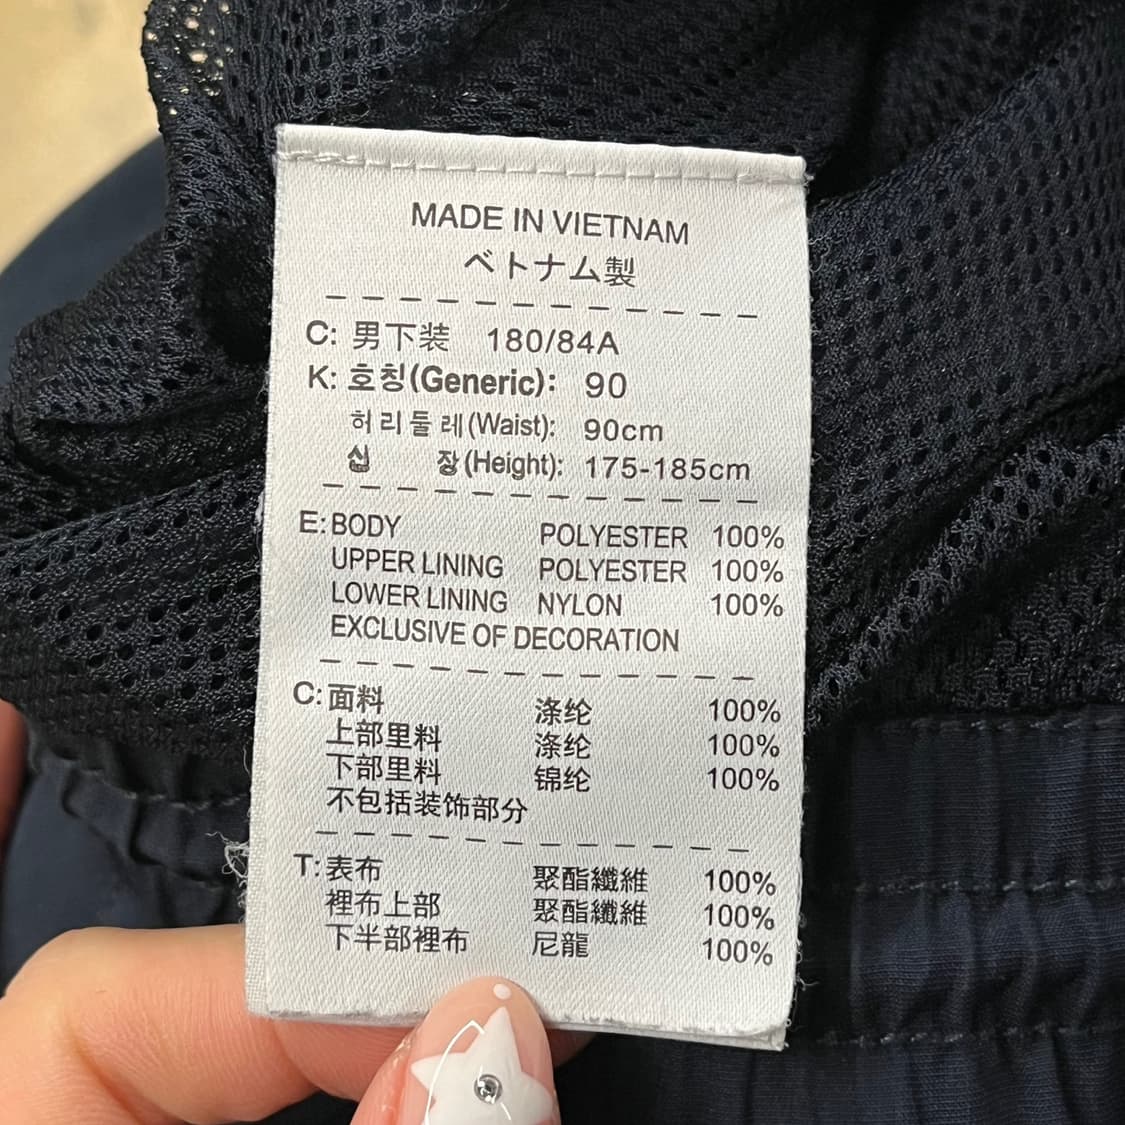 MADE IN VIETNAM
ベトナム製
C: 男下装 180/84A
K: 호칭(Generic): 90
허리둘레(Waist): 90cm
신 장(Height): 175-185cm
E: BODY POLYESTER 100%
UPPER LINING POLYESTER 100%
LOWER LINING NYLON 100%
EXCLUSIVE OF DECORATION
C: 面料 涤纶 100%
上部里料 涤纶 100%
下部里料 锦纶 100%
不包括装饰部分
T: 表布 聚酯纖維 100%
裡布上部 聚酯纖維 100%
下半部裡布 尼龍 100%